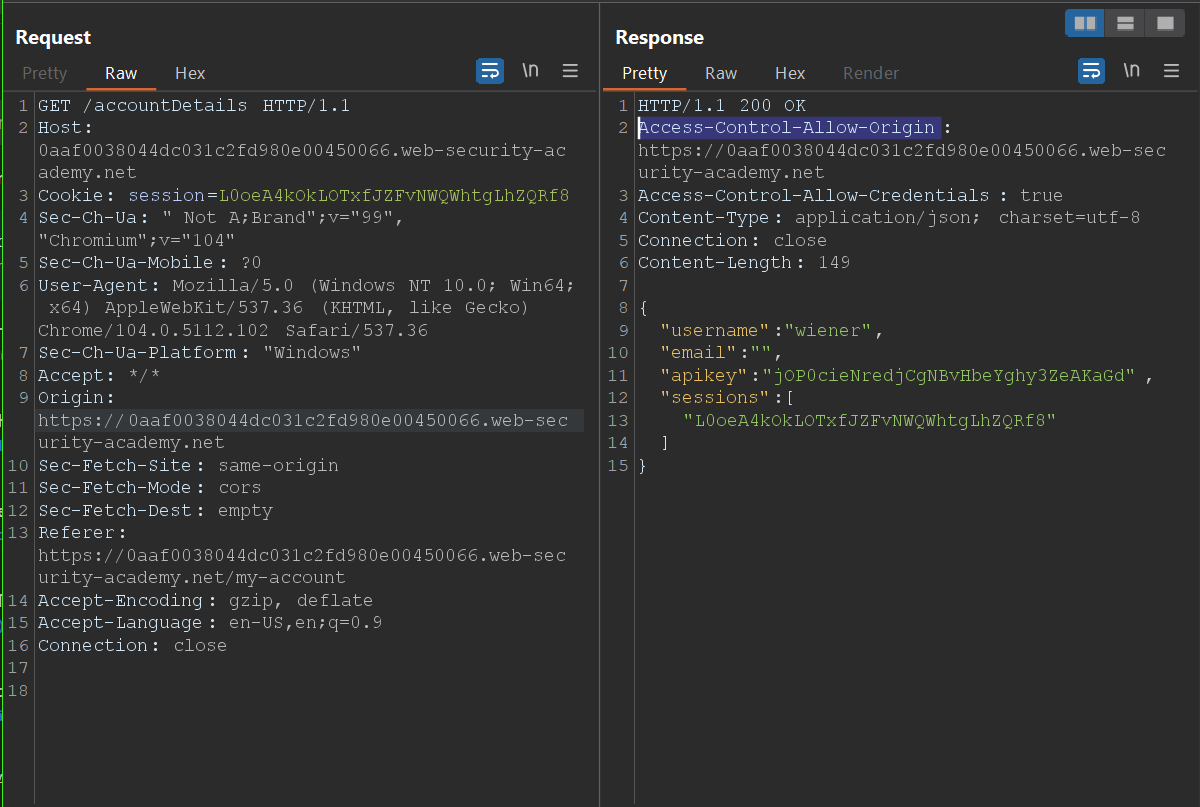 Request
Pretty Raw Hex \n
1 GET /accountDetails HTTP/1.1
2 Host:
0aaf0038044dc031c2fd980e00450066.web-security-ac
ademy.net
3 Cookie: session=L0oeA4kOkLOTxfJZFvNWQWhtgLhZQRf8
4 Sec-Ch-Ua: " Not A;Brand";v="99",
"Chromium";v="104"
5 Sec-Ch-Ua-Mobile: ?0
6 User-Agent: Mozilla/5.0 (Windows NT 10.0; Win64;
x64) AppleWebKit/537.36 (KHTML, like Gecko)
Chrome/104.0.5112.102 Safari/537.36
7 Sec-Ch-Ua-Platform: "Windows"
8 Accept: */*
9 Origin:
https://0aaf0038044dc031c2fd980e00450066.web-sec
urity-academy.net
10 Sec-Fetch-Site: same-origin
11 Sec-Fetch-Mode: cors
12 Sec-Fetch-Dest: empty
13 Referer:
https://0aaf0038044dc031c2fd980e00450066.web-sec
urity-academy.net/my-account
14 Accept-Encoding: gzip, deflate
15 Accept-Language: en-US,en;q=0.9
16 Connection: close
17
18
Response
Pretty Raw Hex Render \n
1 HTTP/1.1 200 OK
2 Access-Control-Allow-Origin:
https://0aaf0038044dc031c2fd980e00450066.web-sec
urity-academy.net
3 Access-Control-Allow-Credentials: true
4 Content-Type: application/json; charset=utf-8
5 Connection: close
6 Content-Length: 149
7
8 {
9 "username":"wiener",
10 "email":"",
11 "apikey":"jOP0cieNredjCgNBvHbeYghy3ZeAKaGd",
12 "sessions":[
13 "L0oeA4kOkLOTxfJZFvNWQWhtgLhZQRf8"
14 ]
15 }